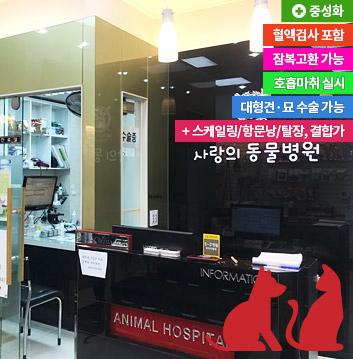 중성화
혈액검사 포함
잠복고환 가능
호흡마취 실시
대형견·묘 수술 가능
+ 스케일링/항문낭/탈장, 결합가
수술중
사랑의 동물병원
INFORMATIO
ANIMAL HOSPITA